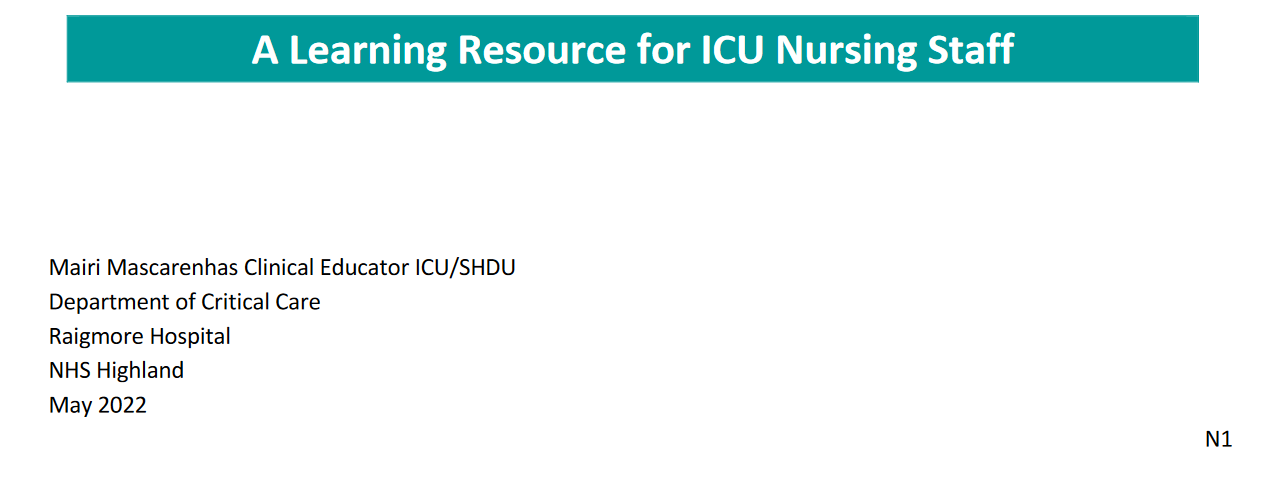 A Learning Resource for ICU Nursing Staff
Mairi Mascarenhas Clinical Educator ICU/SHDU
Department of Critical Care
Raigmore Hospital
NHS Highland
May 2022
N1